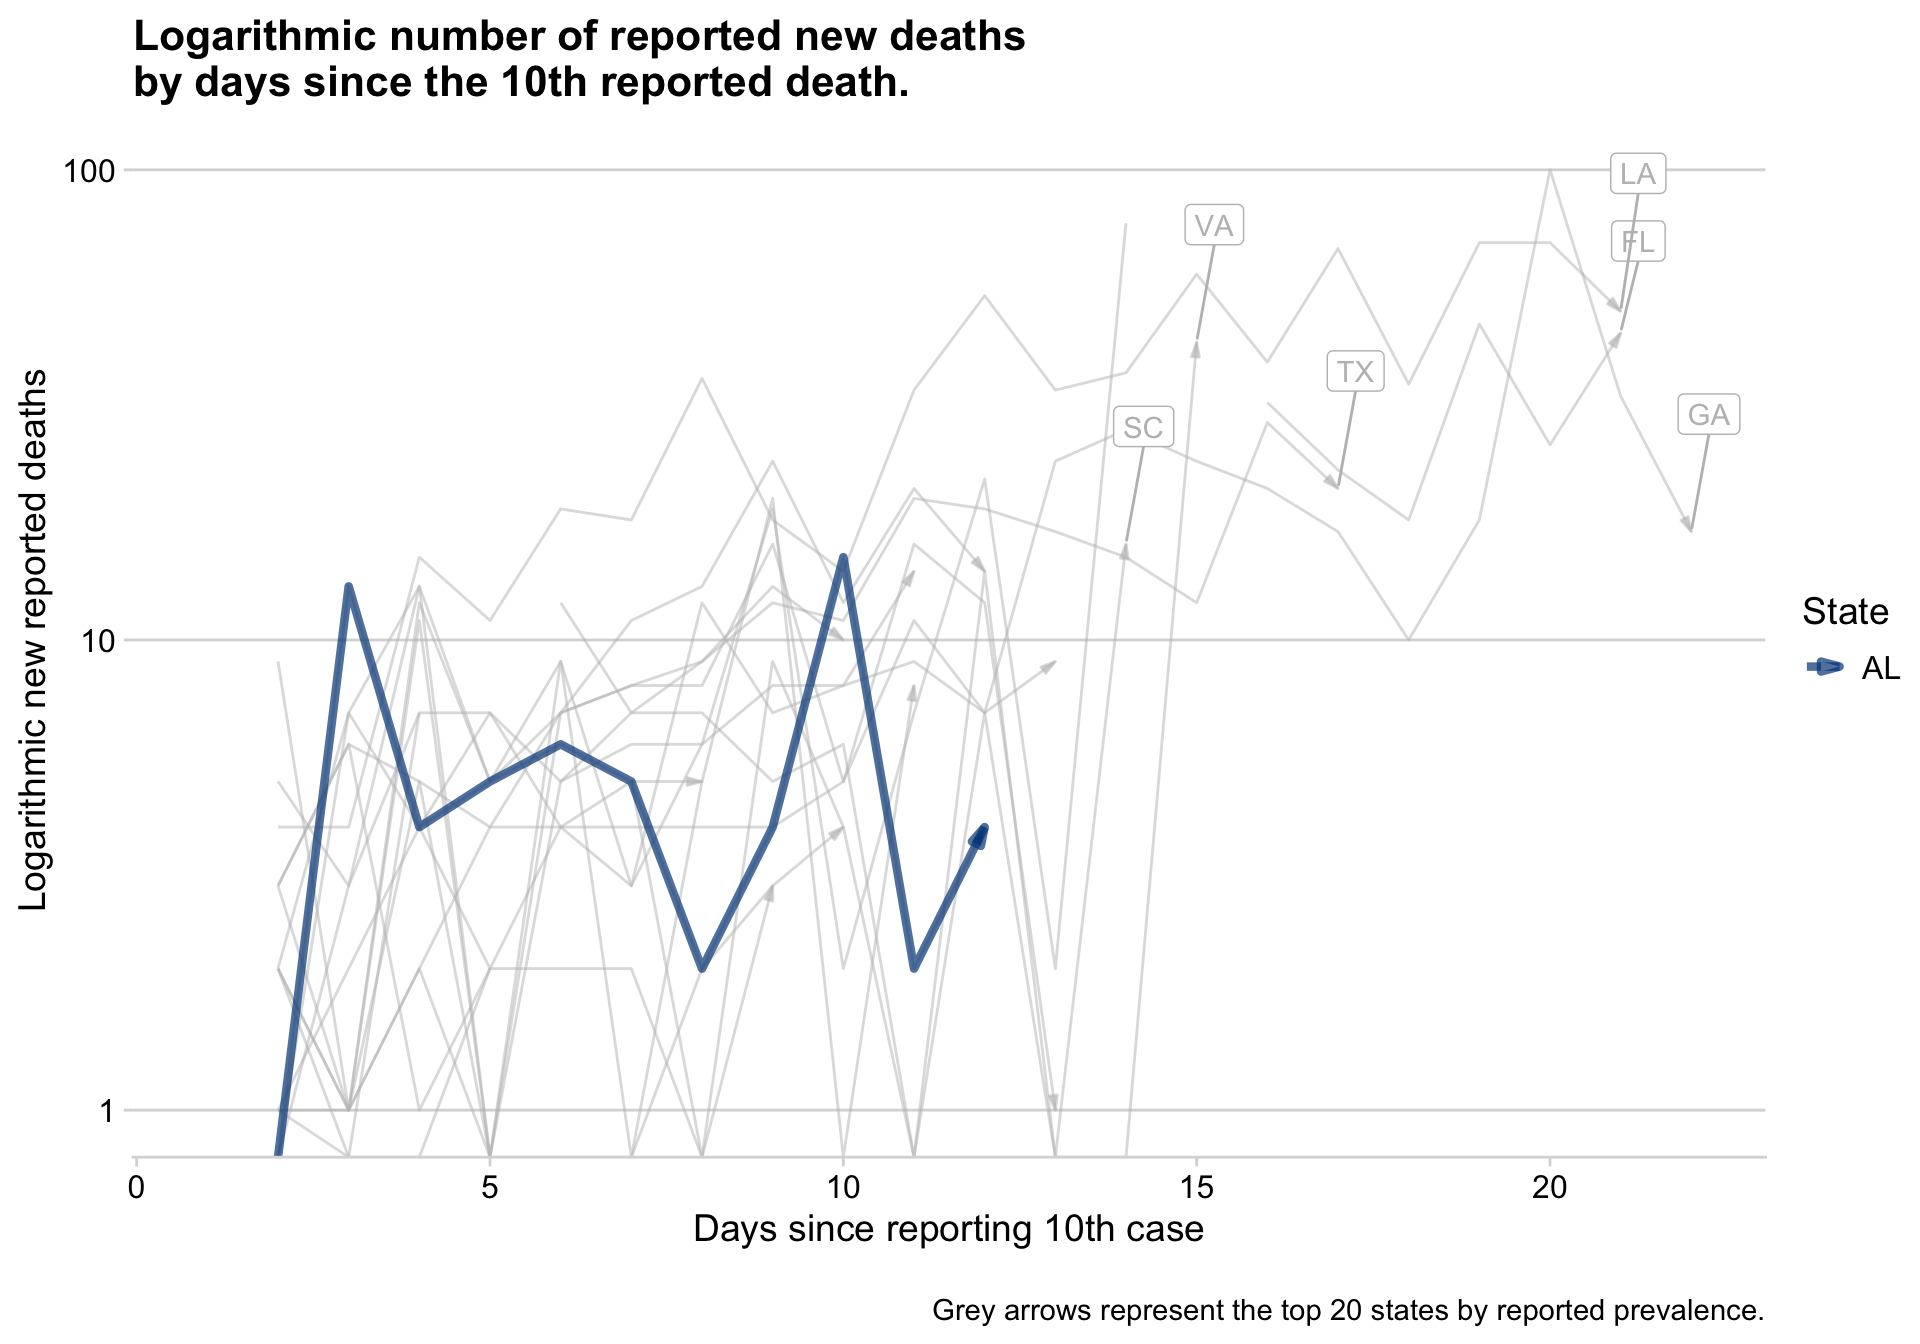 Logarithmic number of reported new deaths
by days since the 10th reported death.
Logarithmic new reported deaths
100
10
1
LA
VA
FL
TX
SC
GA
State
AL
0 5 10 15 20
Days since reporting 10th case
Grey arrows represent the top 20 states by reported prevalence.